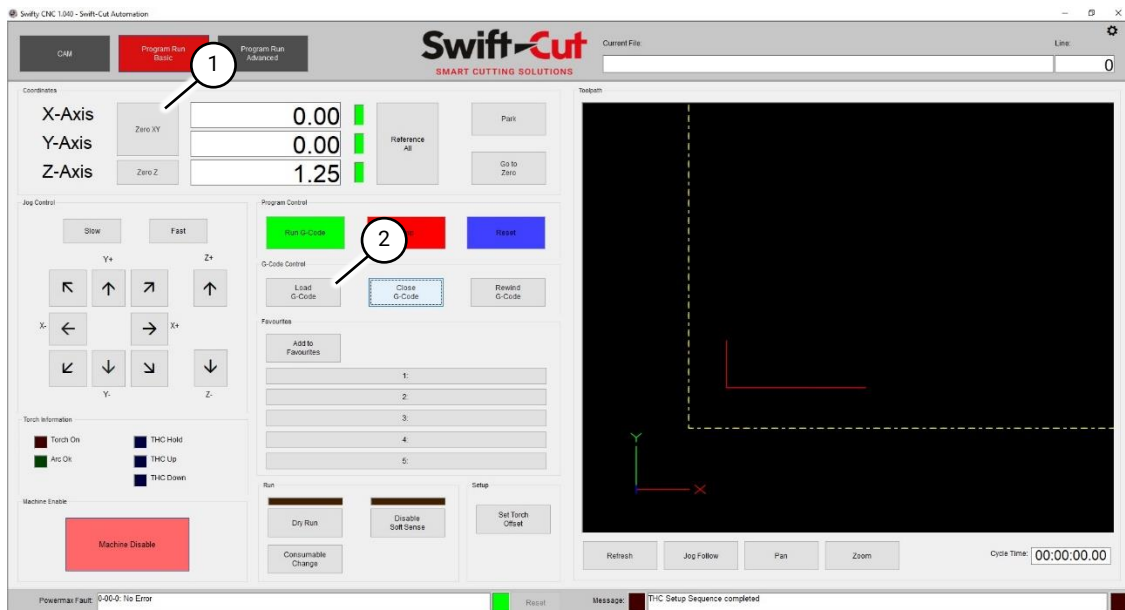 Swifty CNC 1.040 - Swift-Cut Automation
CAM
Program Run
Basic
Program Run
Advanced
1
Swift-Cut
SMART CUTTING SOLUTIONS
Current File:
Line:
0
Coordinates
X-Axis
Zero XY
0.00
Reference
All
Park
Y-Axis
0.00
Z-Axis
Zero Z
1.25
Go to
Zero
Toolpath
Jog Control
Slow
Fast
Y+
Z+
X-
X+
Y-
Z-
Program Control
Run G-Code
2
Reset
G-Code Control
Load
G-Code
Close
G-Code
Rewind
G-Code
Favourites
Add to
Favourites
1:
2:
3:
4:
5:
Torch Information
Torch On
THC Hold
Arc Ok
THC Up
THC Down
Machine Enable
Machine Disable
Run
Dry Run
Disable
Soft Sense
Consumable
Change
Setup
Set Torch
Offset
Y
X
Refresh
Jog Follow
Pan
Zoom
Cycle Time:
00:00:00.00
Powermax Fault:
0-00-0: No Error
Reset
Message:
THC Setup Sequence completed